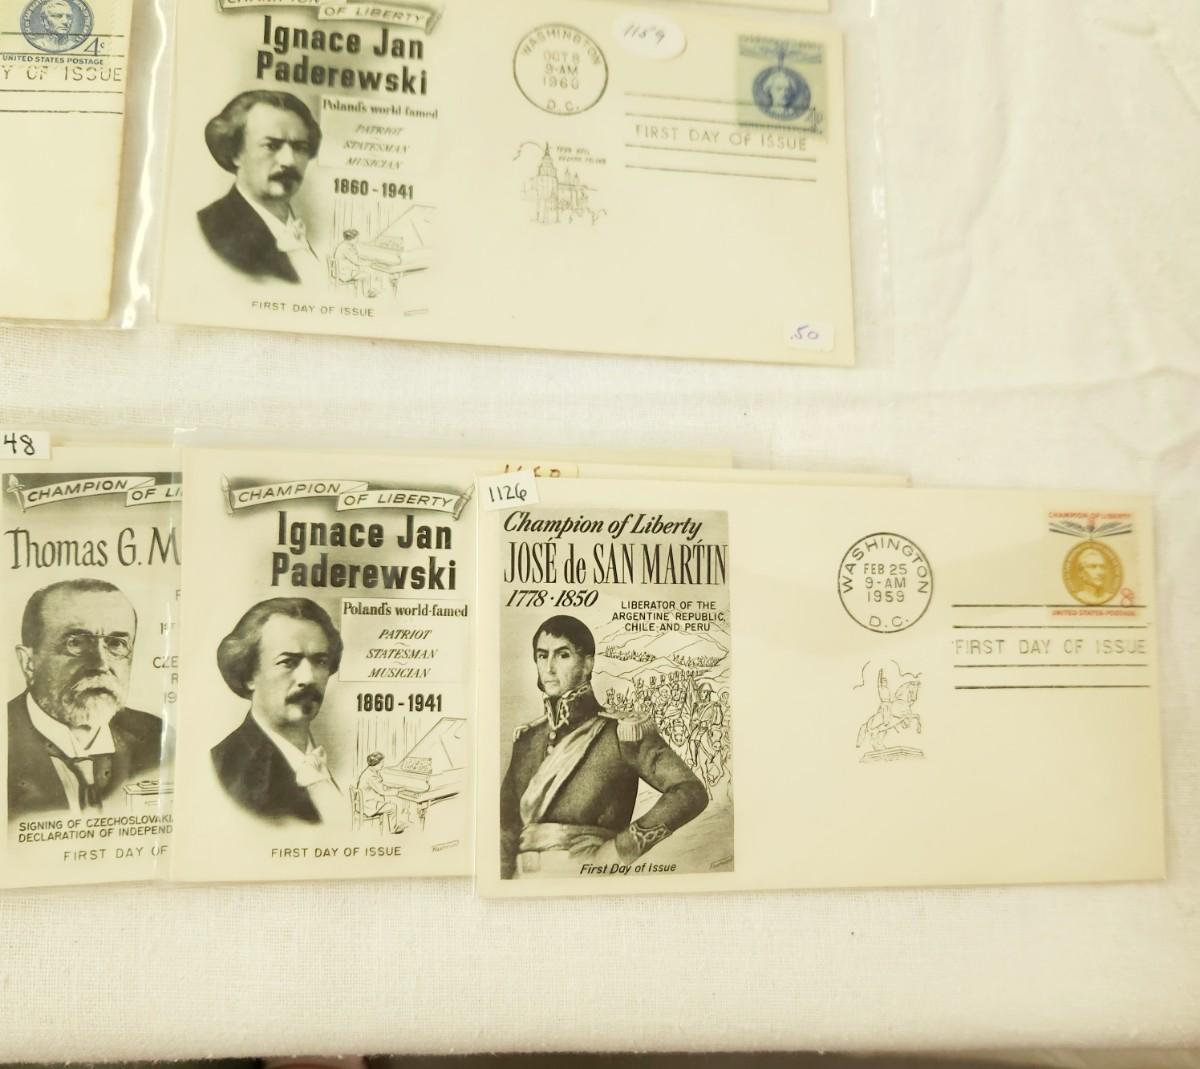 4¢
UNITED STATES POSTAGE
Y OF ISSUE
OF LIBERTY
Ignace Jan
Paderewski
Poland's world-famed
PATRIOT
STATESMAN
MUSICIAN
1860-1941
FIRST DAY OF ISSUE
WASHINGTON
OCT 8
9-AM
1960
D.C.
1159
FIRST DAY OF ISSUE
.50
48
CHAMPION OF LI
Thomas G. M
1ST
CZE
R
19
SIGNING OF CZECHOSLOVAKI
DECLARATION OF INDEPEND
FIRST DAY OF
CHAMPION OF LIBERTY
Ignace Jan
Paderewski
Poland's world-famed
PATRIOT
STATESMAN
MUSICIAN
1860-1941
FIRST DAY OF ISSUE
1126
Champion of Liberty
JOSÉ de SAN MARTÍN
1778·1850
LIBERATOR OF THE
ARGENTINE REPUBLIC,
CHILE AND PERU
First Day of Issue
WASHINGTON
FEB 25
9-AM
1959
D.C.
CHAMPION OF LIBERTY
8¢
UNITED STATES POSTAGE
FIRST DAY OF ISSUE